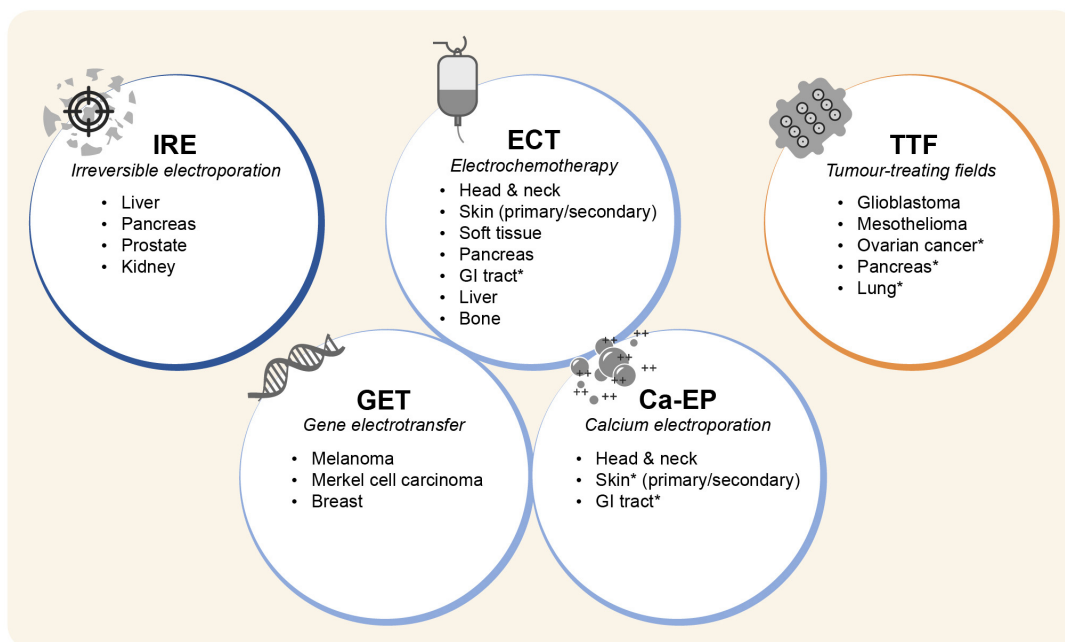 IRE
Irreversible electroporation
• Liver
• Pancreas
• Prostate
• Kidney
ECT
Electrochemotherapy
• Head & neck
• Skin (primary/secondary)
• Soft tissue
• Pancreas
• GI tract*
• Liver
• Bone
TTF
Tumour-treating fields
• Glioblastoma
• Mesothelioma
• Ovarian cancer*
• Pancreas*
• Lung*
GET
Gene electrotransfer
• Melanoma
• Merkel cell carcinoma
• Breast
++
++
++
++
++
++
++
++
Ca-EP
Calcium electroporation
• Head & neck
• Skin* (primary/secondary)
• GI tract*